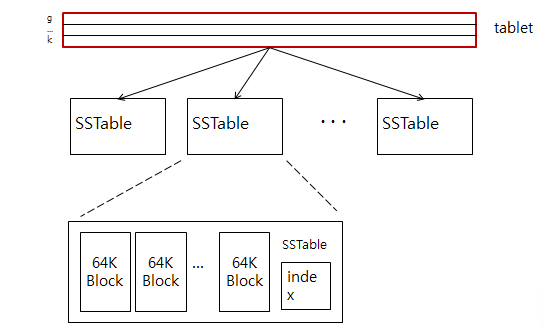 g
—
k
tablet
SSTable
SSTable
...
SSTable
64K
Block
64K
Block
...
64K
Block
SSTable
inde
x